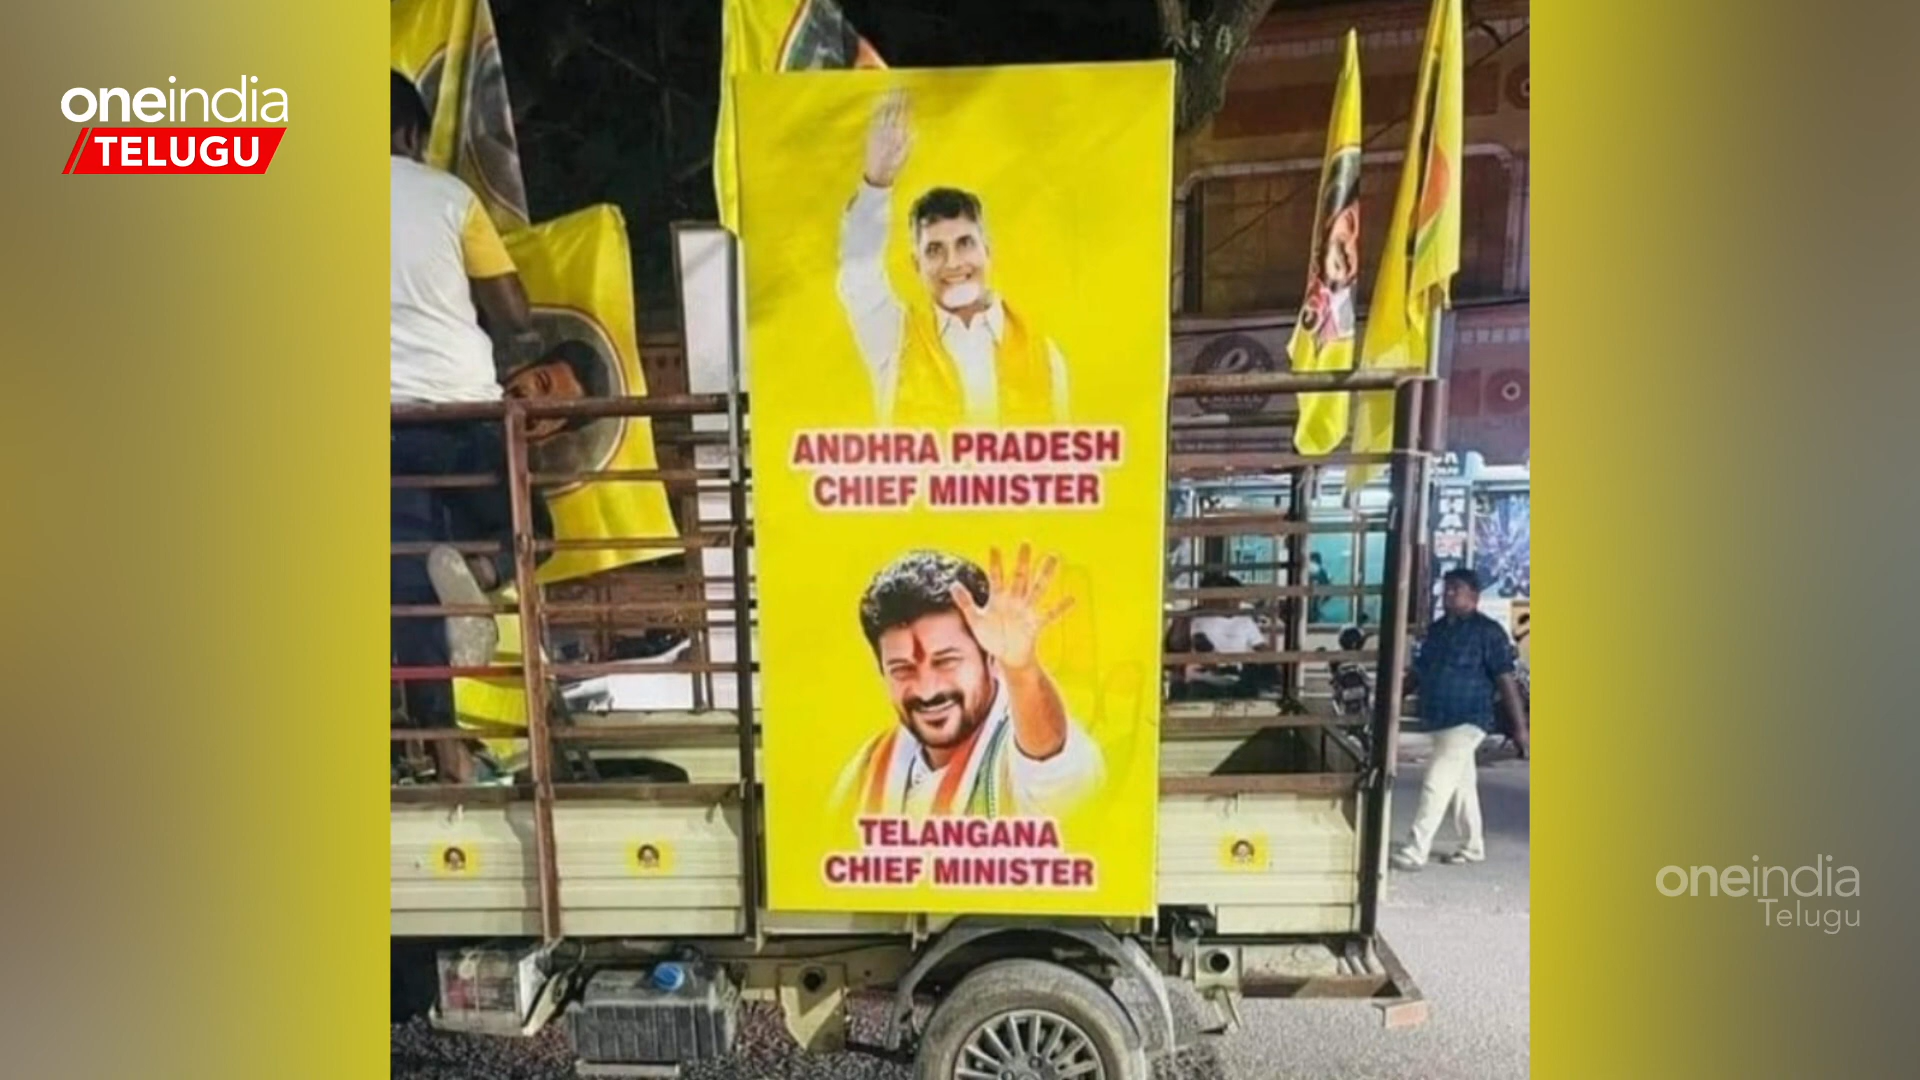 oneindia
TELUGU
ANDHRA PRADESH
CHIEF MINISTER
TELANGANA
CHIEF MINISTER
oneindia
Telugu